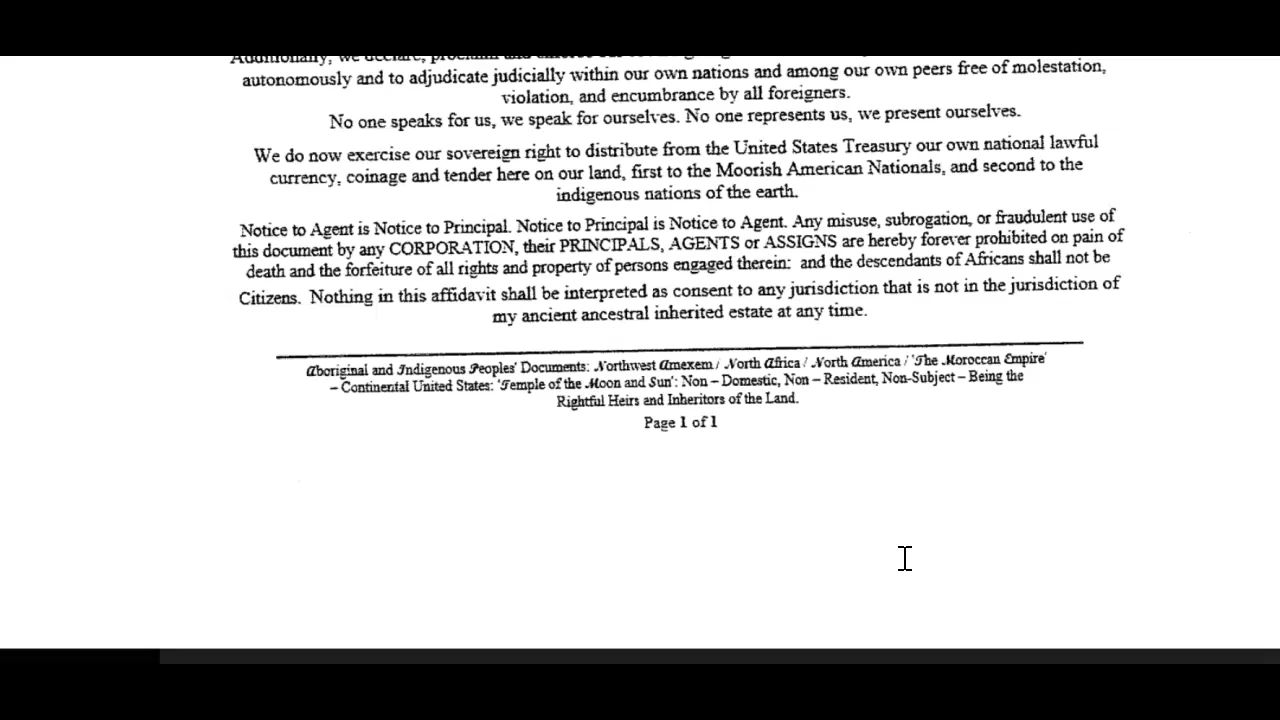 Additionally, we declare, proclaim and
autonomously and to adjudicate judicially within our own nations and among our own peers free of molestation,
violation, and encumbrance by all foreigners.
No one speaks for us, we speak for ourselves. No one represents us, we present ourselves.
We do now exercise our sovereign right to distribute from the United States Treasury our own national lawful
currency, coinage and tender here on our land, first to the Moorish American Nationals, and second to the
indigenous nations of the earth.
Notice to Agent is Notice to Principal. Notice to Principal is Notice to Agent. Any misuse, subrogation, or fraudulent use of
this document by any CORPORATION, their PRINCIPALS, AGENTS or ASSIGNS are hereby forever prohibited on pain of
death and the forfeiture of all rights and property of persons engaged therein: and the descendants of Africans shall not be
Citizens. Nothing in this affidavit shall be interpreted as consent to any jurisdiction that is not in the jurisdiction of
my ancient ancestral inherited estate at any time.
Aboriginal and Indigenous Peoples' Documents: Northwest Amexem / North Africa / North America / 'The Moroccan Empire'
– Continental United States: 'Temple of the Moon and Sun': Non – Domestic, Non – Resident, Non-Subject – Being the
Rightful Heirs and Inheritors of the Land.
Page 1 of 1